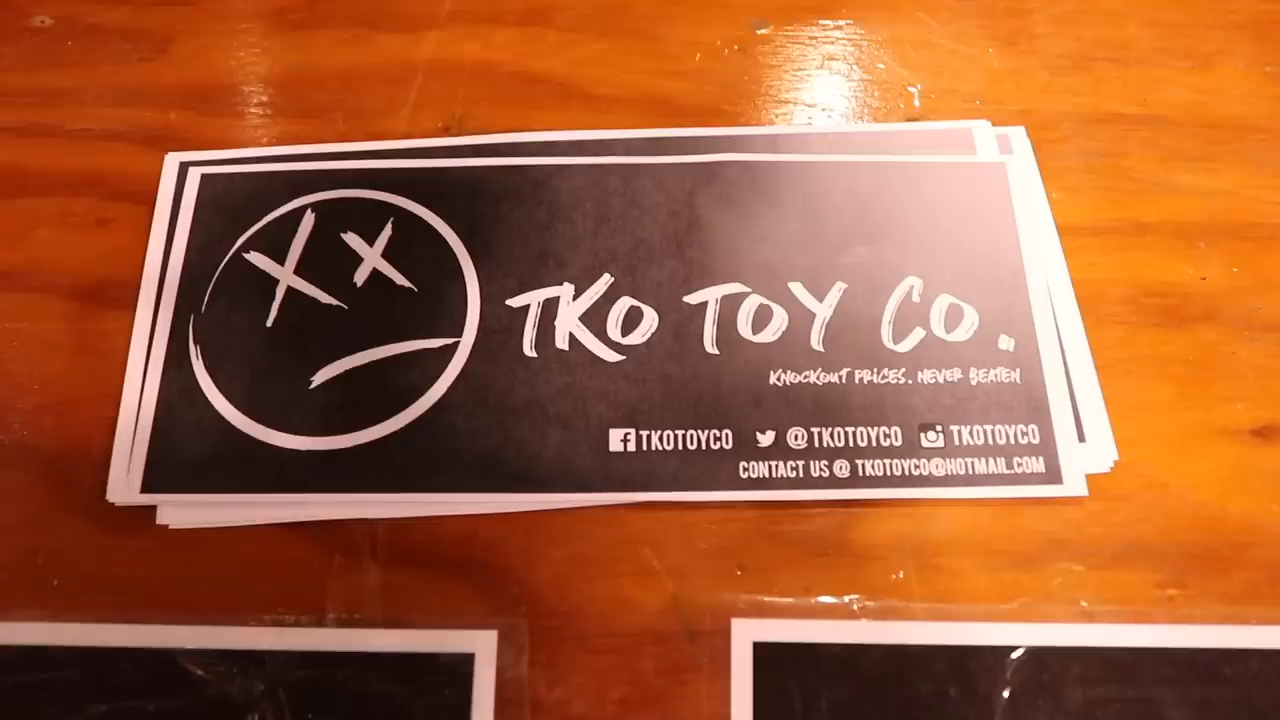 TKO TOY CO.
KNOCKOUT PRICES. NEVER BEATEN
TKOTOYCO @TKOTOYCO TKOTOYCO
CONTACT US @ TKOTOYCO@HOTMAIL.COM